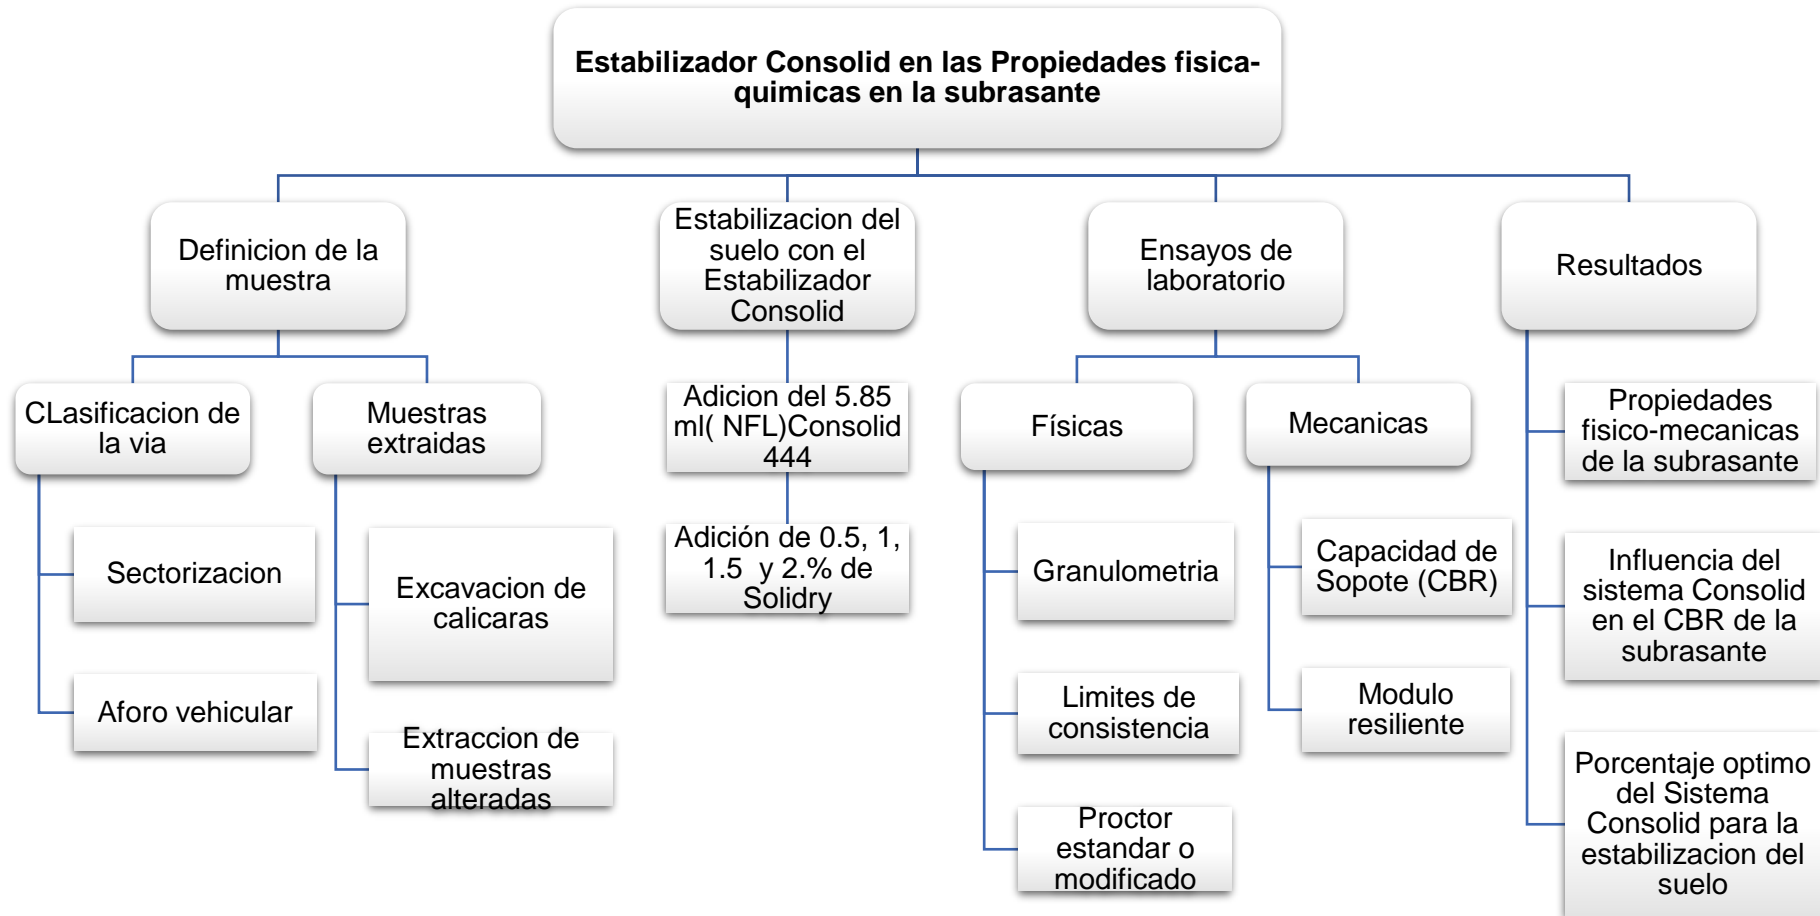 Estabilizador Consolid en las Propiedades fisica-
quimicas en la subrasante
Definicion de la
muestra
CLasificacion de
la via
Sectorizacion
Aforo vehicular
Muestras
extraidas
Excavacion de
calicaras
Extraccion de
muestras
alteradas
Estabilizacion del
suelo con el
Estabilizador
Consolid
Adicion del 5.85
ml( NFL)Consolid
444
Adición de 0.5, 1,
1.5 y 2.% de
Solidry
Ensayos de
laboratorio
Físicas
Granulometria
Limites de
consistencia
Proctor
estandar o
modificado
Mecanicas
Capacidad de
Sopote (CBR)
Modulo
resiliente
Resultados
Propiedades
fisico-mecanicas
de la subrasante
Influencia del
sistema Consolid
en el CBR de la
subrasante
Porcentaje optimo
del Sistema
Consolid para la
estabilizacion del
suelo